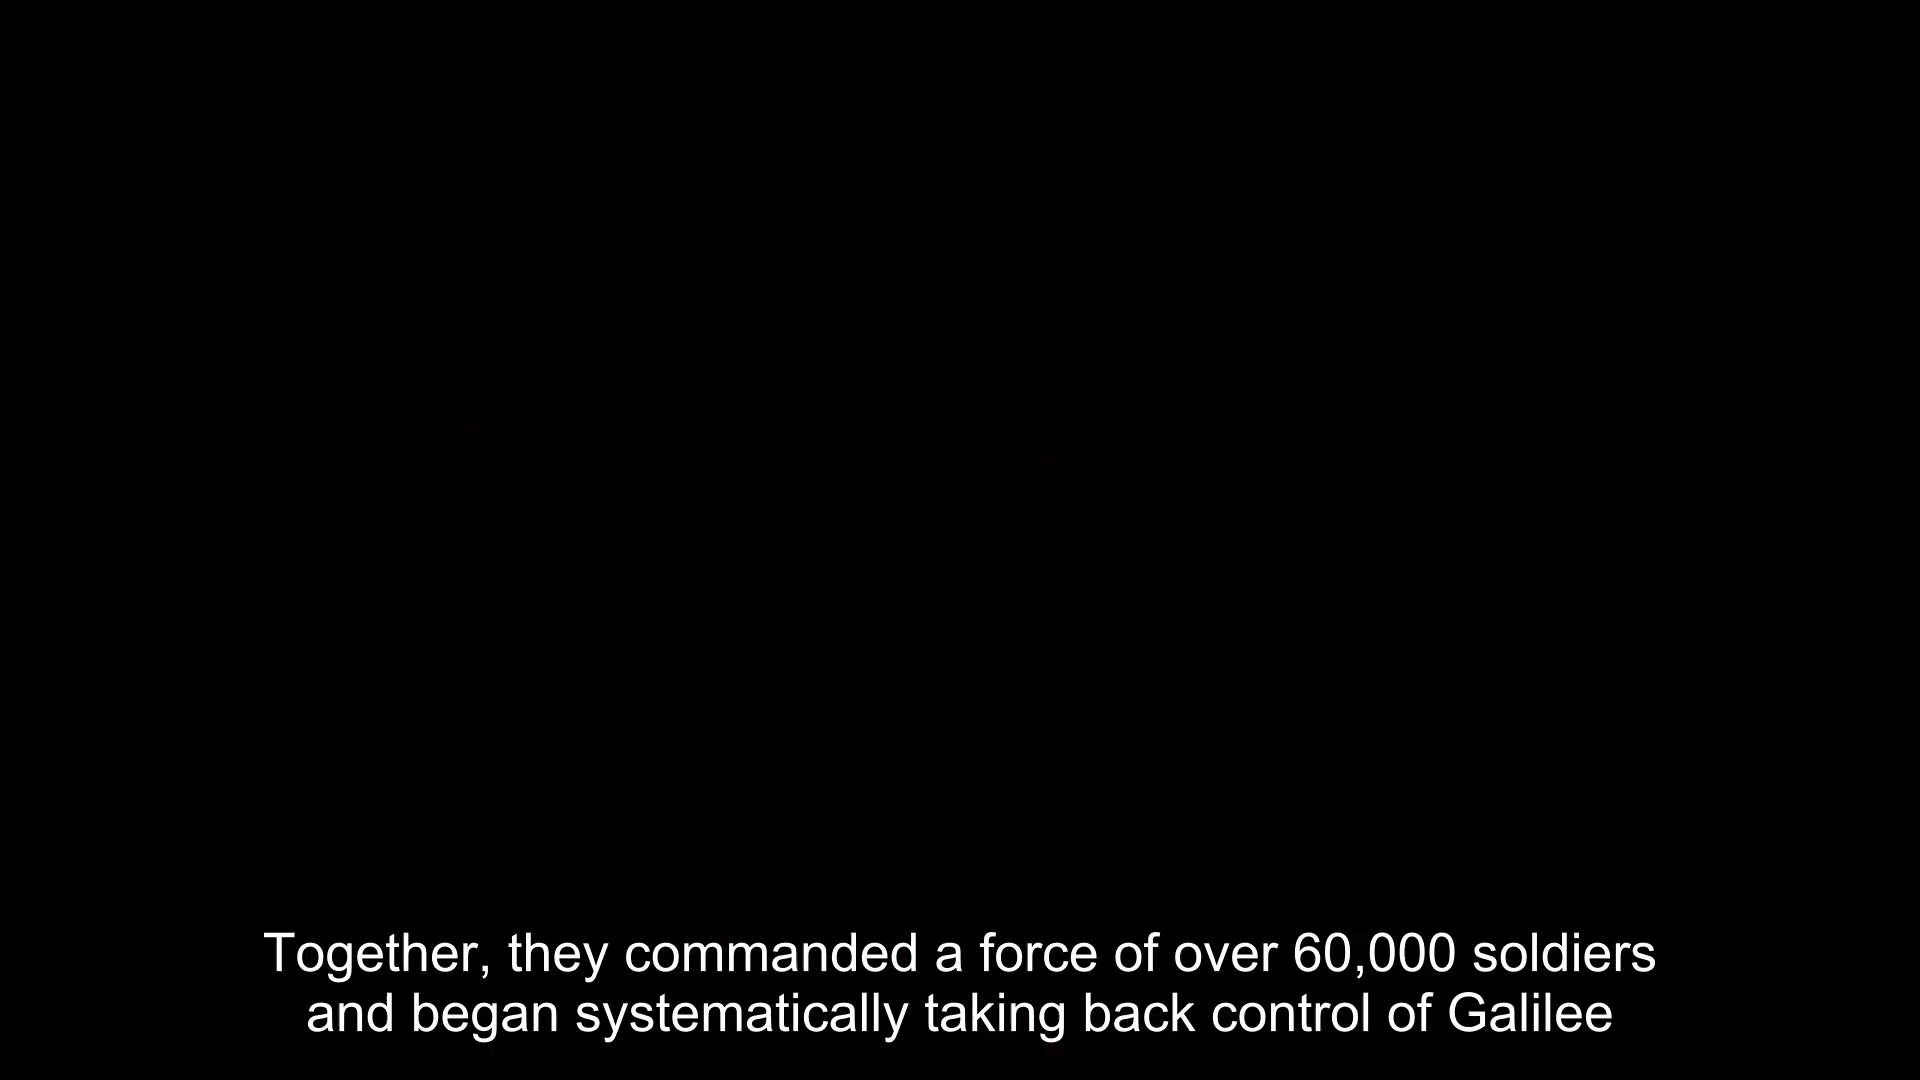 Together, they commanded a force of over 60,000 soldiers
and began systematically taking back control of Galilee